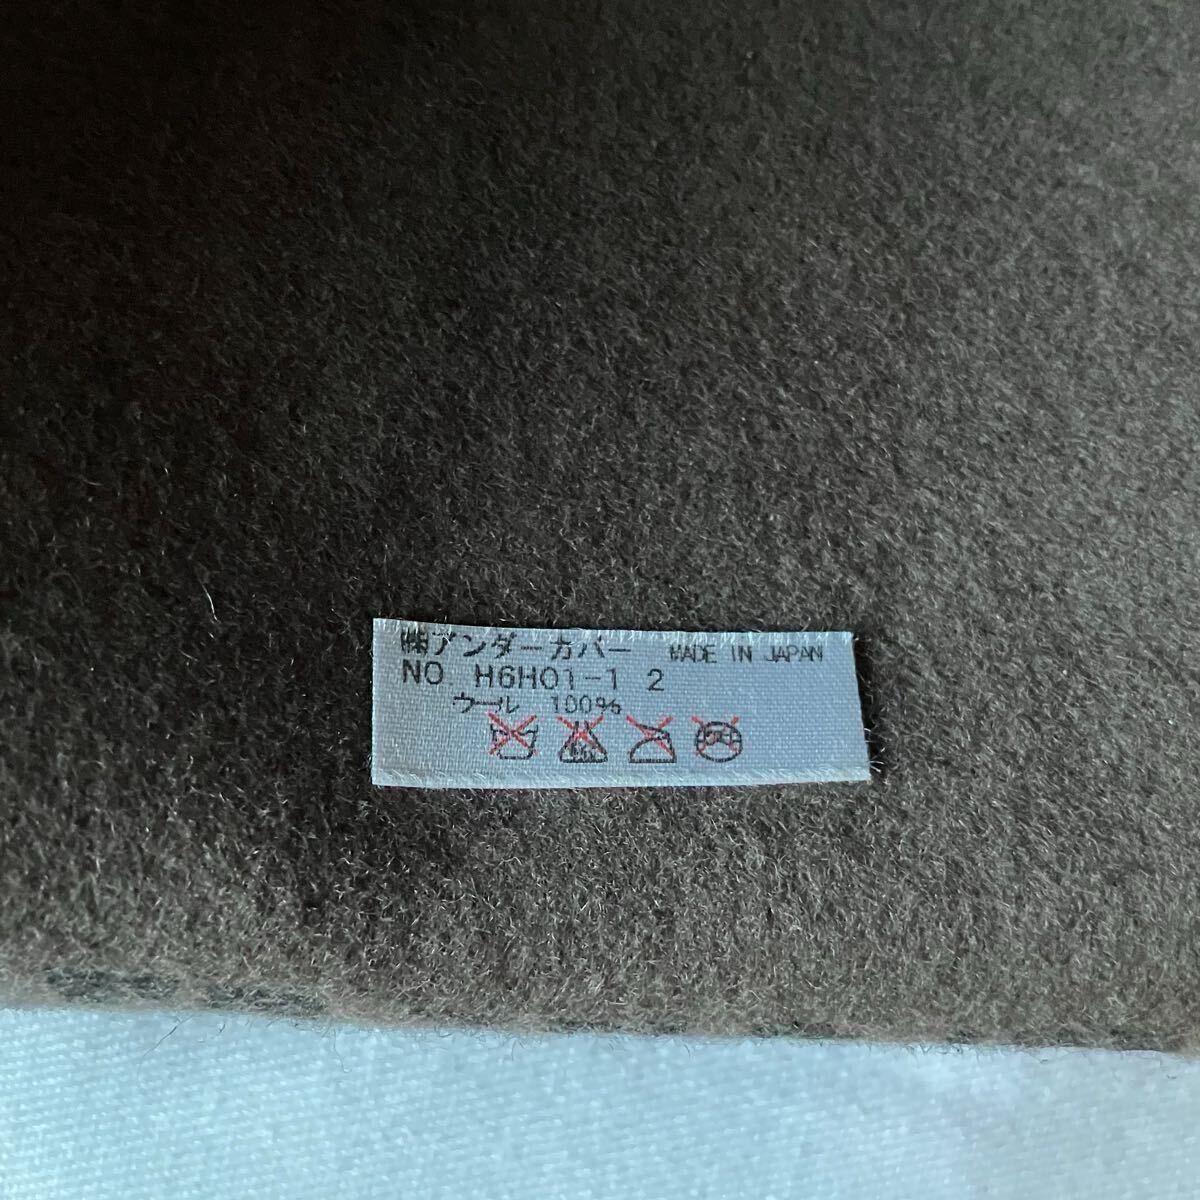 ㈱アンダーカバー MADE IN JAPAN
NO. H6H01-1 2
ウール 100%